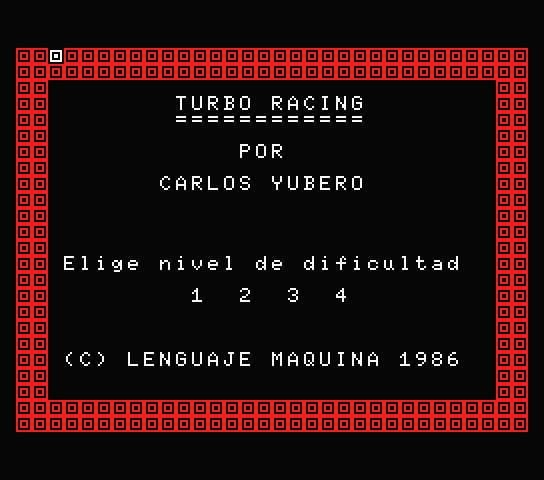 TURBO RACING
============
POR
CARLOS YUBERO
Elige nivel de dificultad
1 2 3 4
(C) LENGUAJE MAQUINA 1986